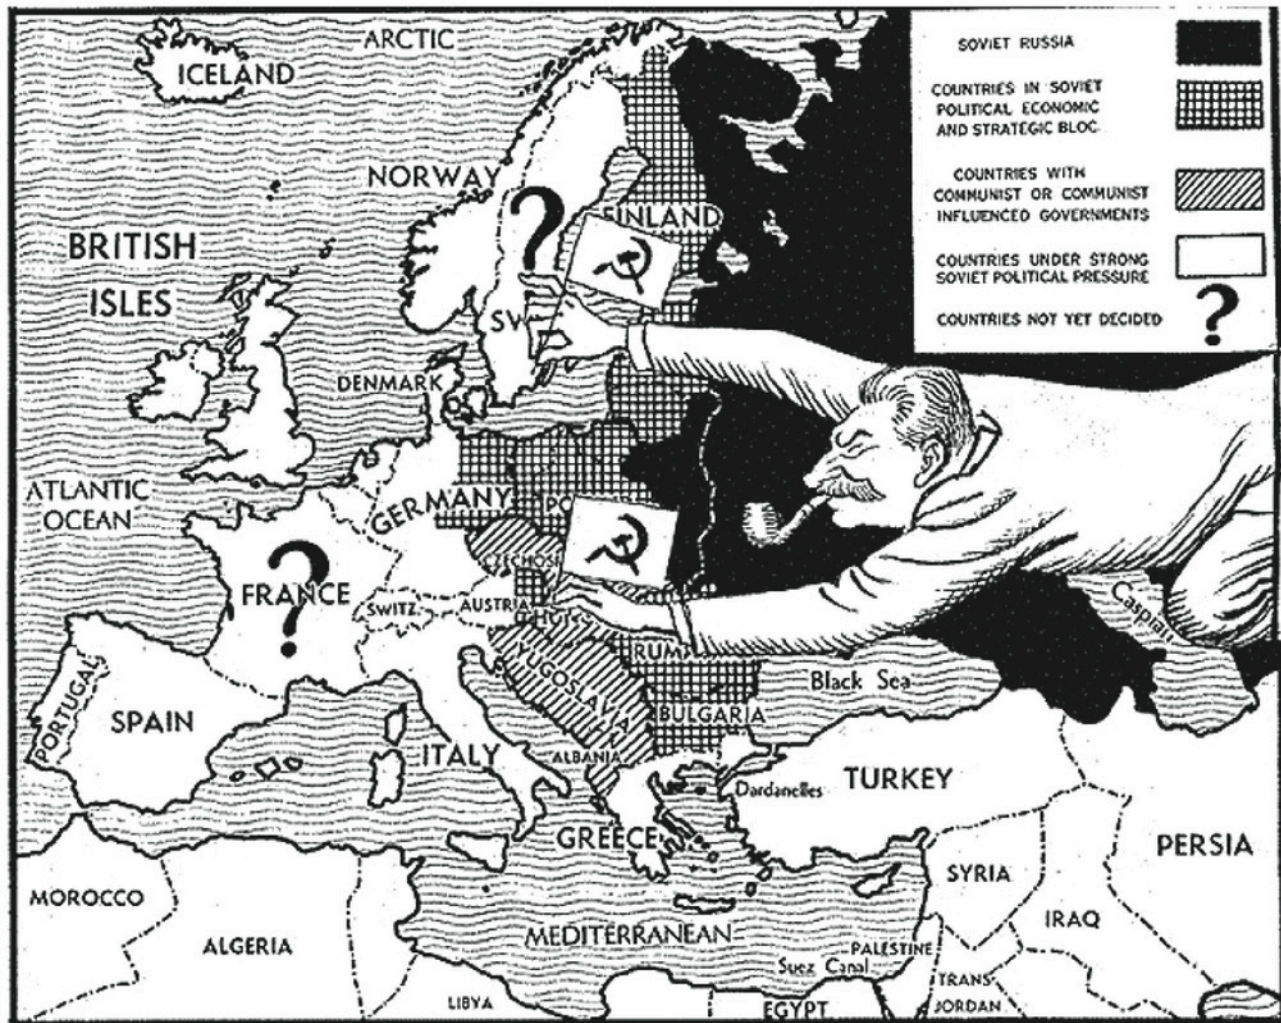 ARCTIC
ICELAND
SOVIET RUSSIA
COUNTRIES IN SOVIET
POLITICAL ECONOMIC
AND STRATEGIC BLOC
COUNTRIES WITH
COMMUNIST OR COMMUNIST
INFLUENCED GOVERNMENTS
COUNTRIES UNDER STRONG
SOVIET POLITICAL PRESSURE
COUNTRIES NOT YET DECIDED ?
NORWAY
?
FINLAND
BRITISH
ISLES
SW
DENMARK
ATLANTIC
OCEAN
GERMANY
PO
CZECHOSL
?
FRANCE
SWITZ.
AUSTRIA
HU
RUM
YUGOSLAVIA
Caspian
Black Sea
BULGARIA
PORTUGAL
SPAIN
ITALY
ALBANIA
Dardanelles
TURKEY
GREECE
PERSIA
SYRIA
MOROCCO
ALGERIA
IRAQ
MEDITERRANEAN
PALESTINE
Suez Canal
TRANS
JORDAN
LIBYA
EGYPT